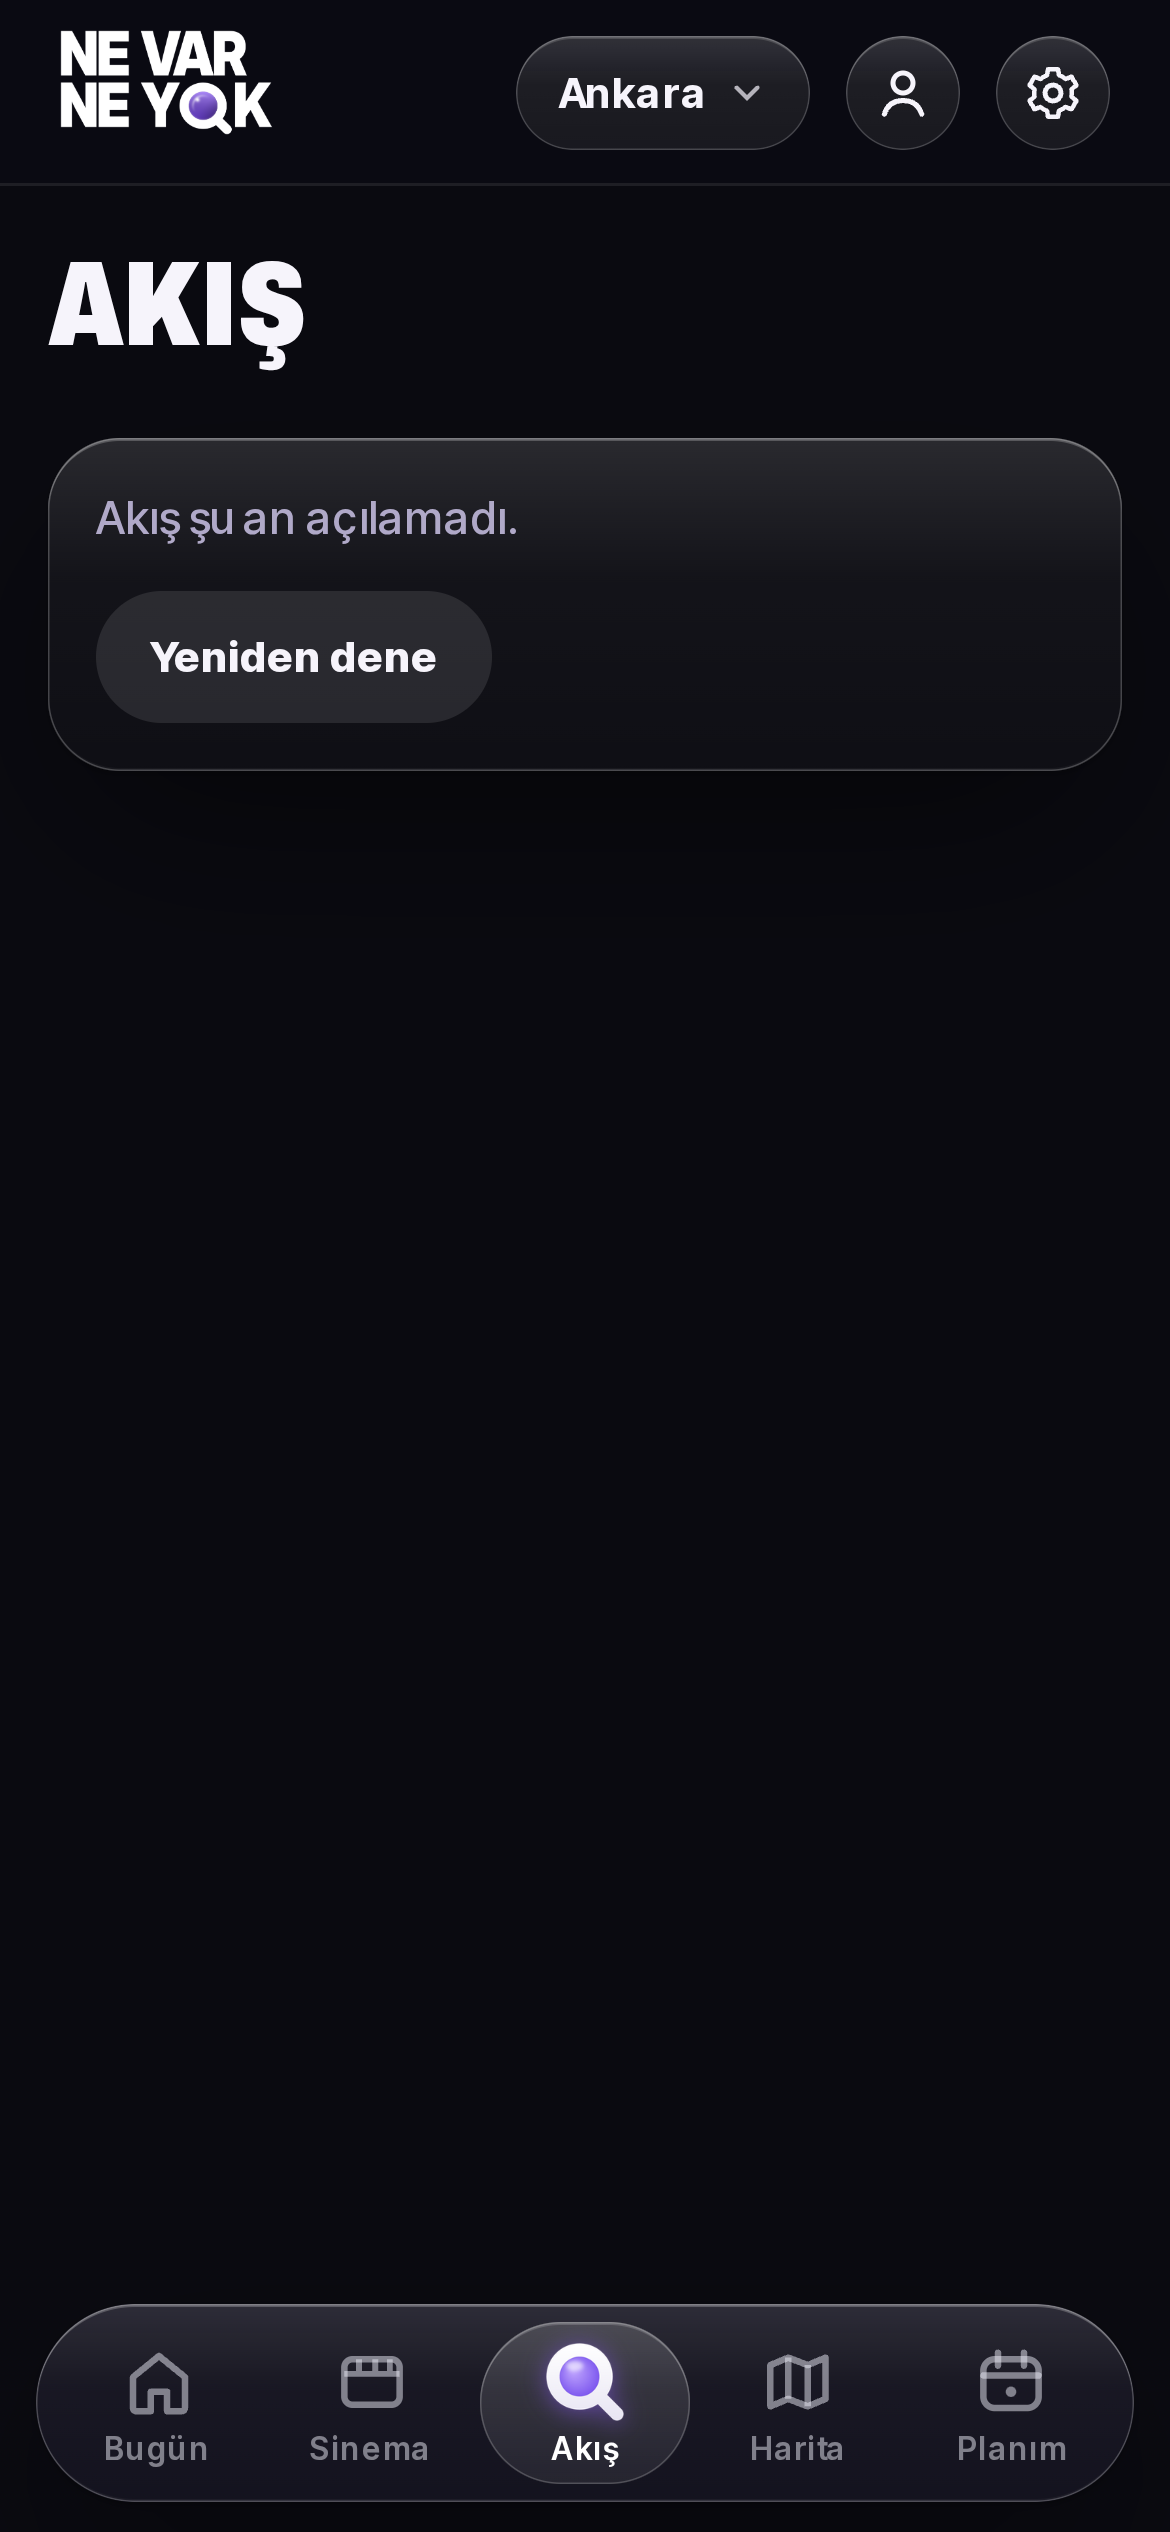 NE VAR
NE YOK
Ankara
AKIŞ
Akış şu an açılamadı.
Yeniden dene
Bugün
Sinema
Akış
Harita
Planım